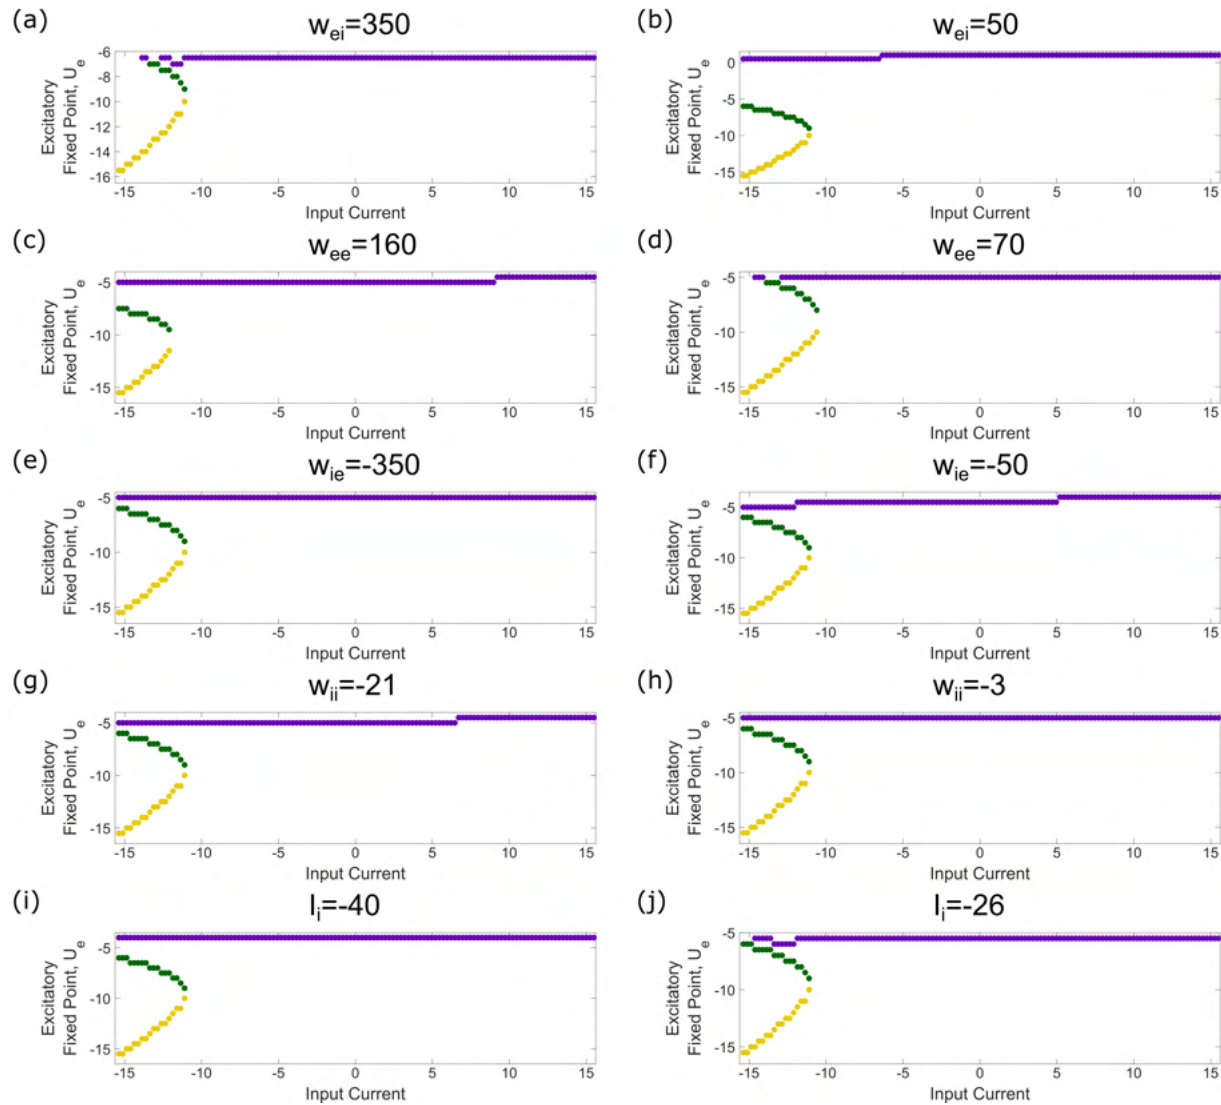 (a)
w_ei=350
Excitatory
Fixed Point, U_e
-6
-8
-10
-12
-14
-16
-15
-10
-5
0
5
10
15
Input Current
(b)
w_ei=50
Excitatory
Fixed Point, U_e
0
-5
-10
-15
-15
-10
-5
0
5
10
15
Input Current
(c)
w_ee=160
Excitatory
Fixed Point, U_e
-5
-10
-15
-15
-10
-5
0
5
10
15
Input Current
(d)
w_ee=70
Excitatory
Fixed Point, U_e
-5
-10
-15
-15
-10
-5
0
5
10
15
Input Current
(e)
w_ie=-350
Excitatory
Fixed Point, U_e
-5
-10
-15
-15
-10
-5
0
5
10
15
Input Current
(f)
w_ie=-50
Excitatory
Fixed Point, U_e
-5
-10
-15
-15
-10
-5
0
5
10
15
Input Current
(g)
w_ii=-21
Excitatory
Fixed Point, U_e
-5
-10
-15
-15
-10
-5
0
5
10
15
Input Current
(h)
w_ii=-3
Excitatory
Fixed Point, U_e
-5
-10
-15
-15
-10
-5
0
5
10
15
Input Current
(i)
I_i=-40
Excitatory
Fixed Point, U_e
-5
-10
-15
-15
-10
-5
0
5
10
15
Input Current
(j)
I_i=-26
Excitatory
Fixed Point, U_e
-5
-10
-15
-15
-10
-5
0
5
10
15
Input Current